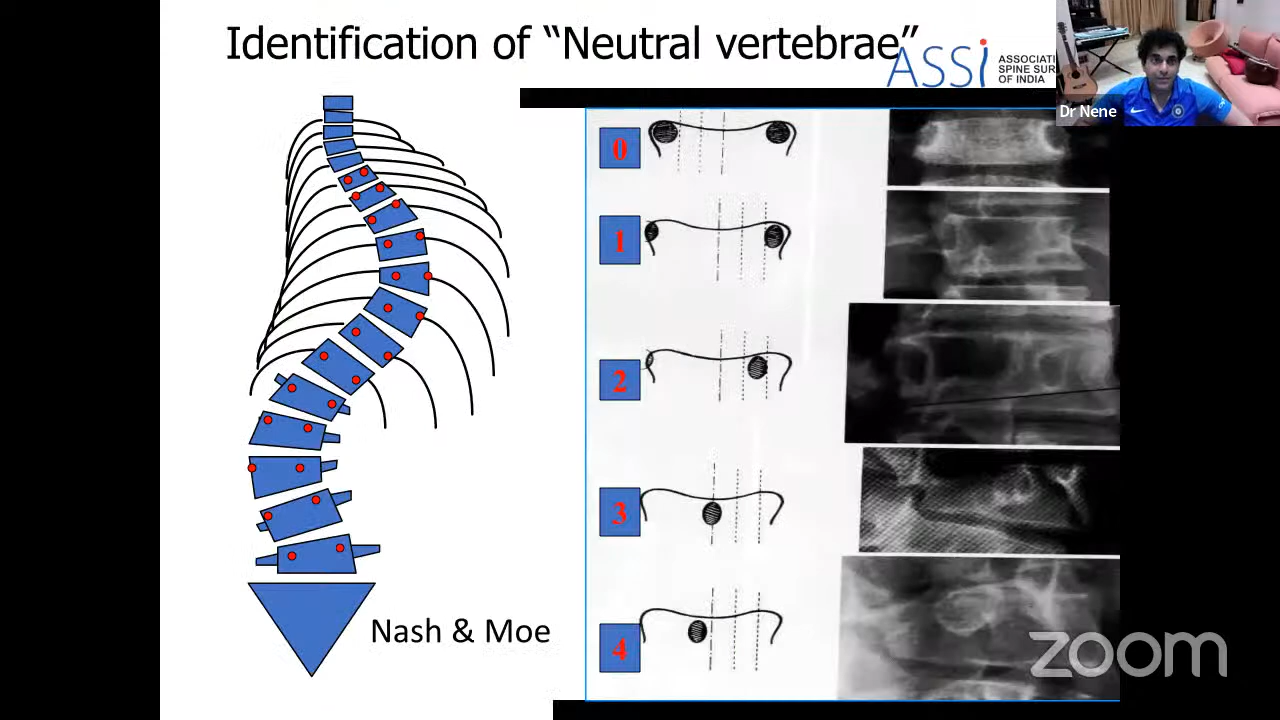 Identification of “Neutral vertebrae”
ASSi
ASSOCIATI
SPINE SUR
OF INDIA
Dr Nene
0
1
2
3
4
Nash & Moe
zoom